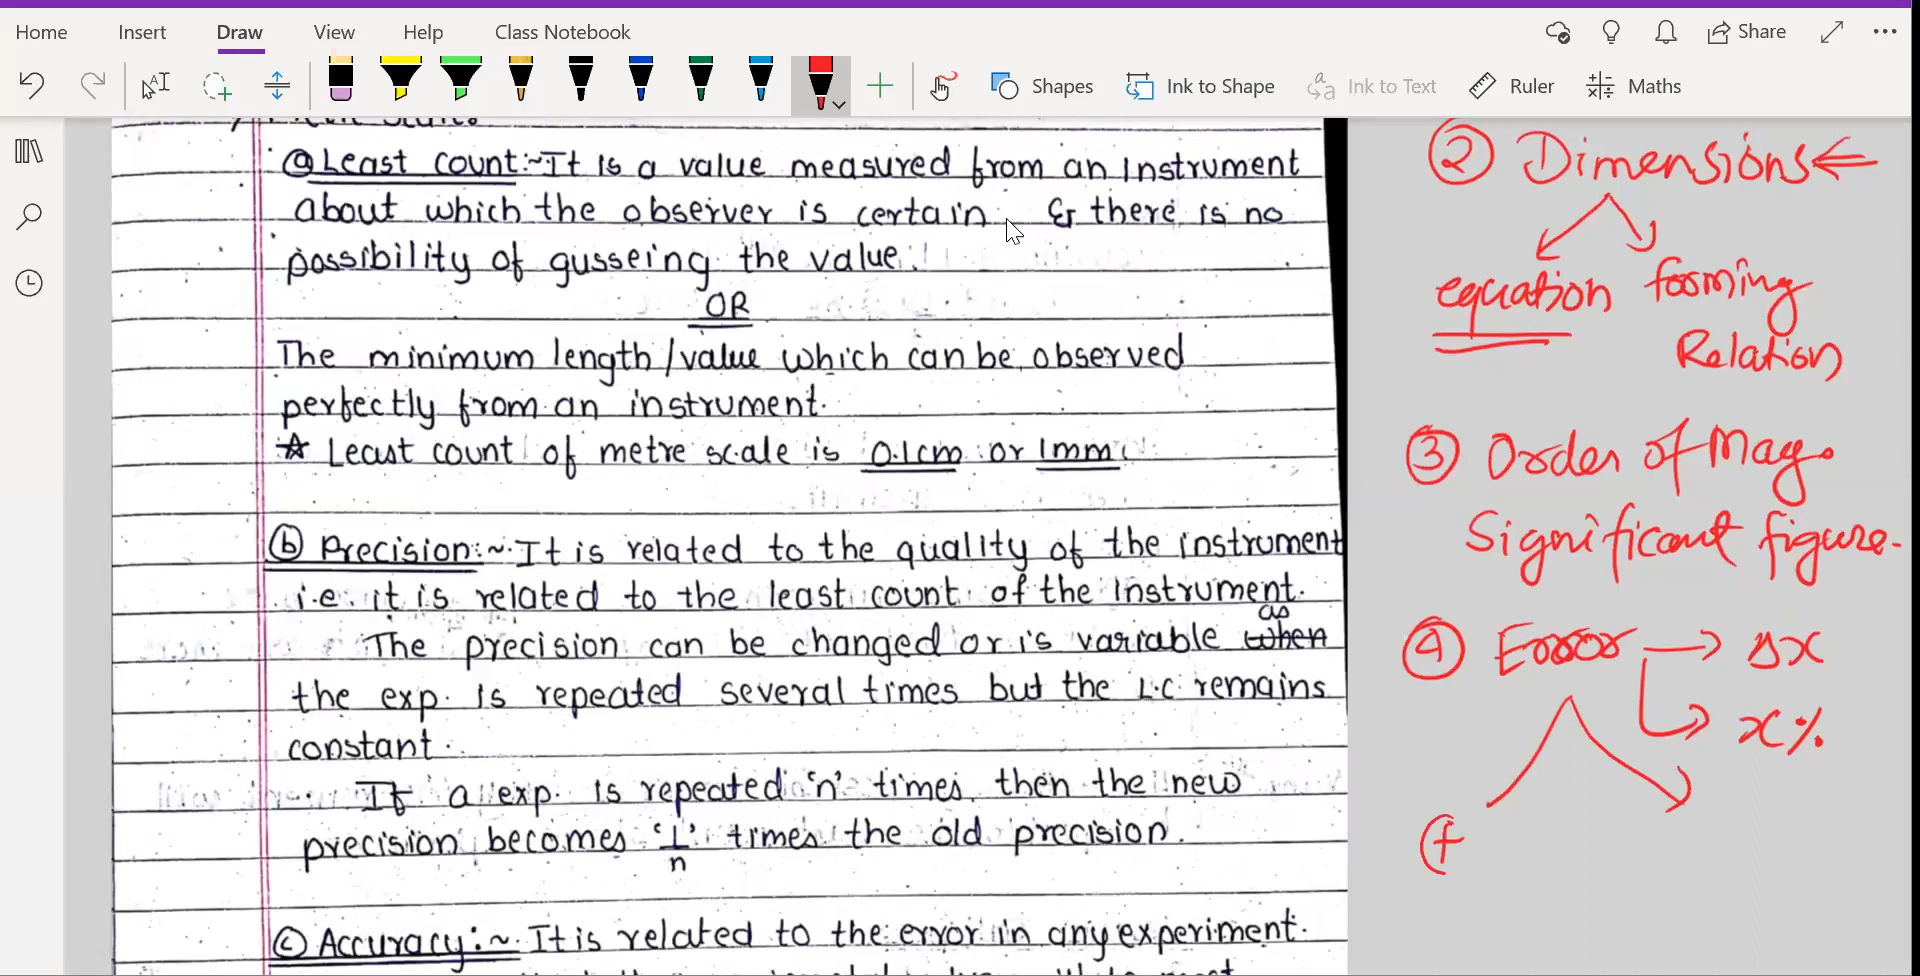 Home Insert Draw View Help Class Notebook Share
Shapes Ink to Shape Ink to Text Ruler Maths
(a) Least count:~ It is a value measured from an instrument
about which the observer is certain & there is no
possibility of gusseing the value.
OR
The minimum length/value which can be observed
perfectly from an instrument.
☆ Least count of metre scale is 0.1cm or 1mm.
(b) Precision:~ It is related to the quality of the instrument
i.e. it is related to the least count of the instrument.
as
The precision can be changed or is variable when
the exp. is repeated several times but the L.C remains
constant.
If a exp. is repeated 'n' times then the new
precision becomes '1/n' times the old precision.
(c) Accuracy:~ It is related to the error in any experiment.
② Dimensions ⇐
equation forming
Relation
③ Order of Mag.
Significant figure.
④ Error → Δx
→ x%
(+